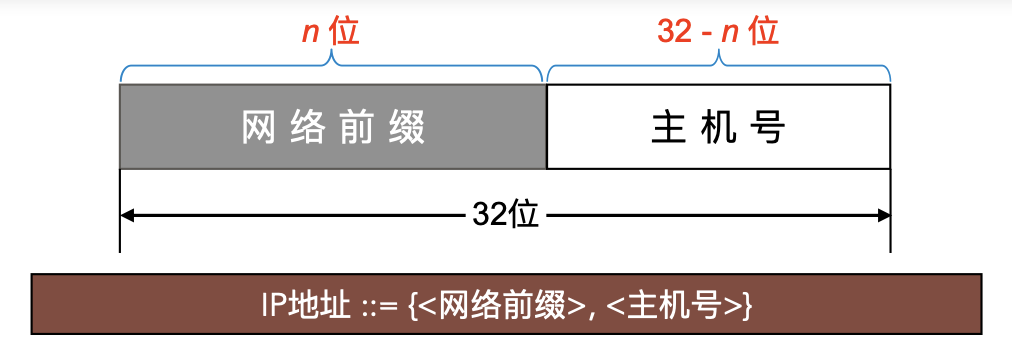 n 位 32 - n 位
网络前缀 主机号
32位
IP地址 ::= {<网络前缀>, <主机号>}